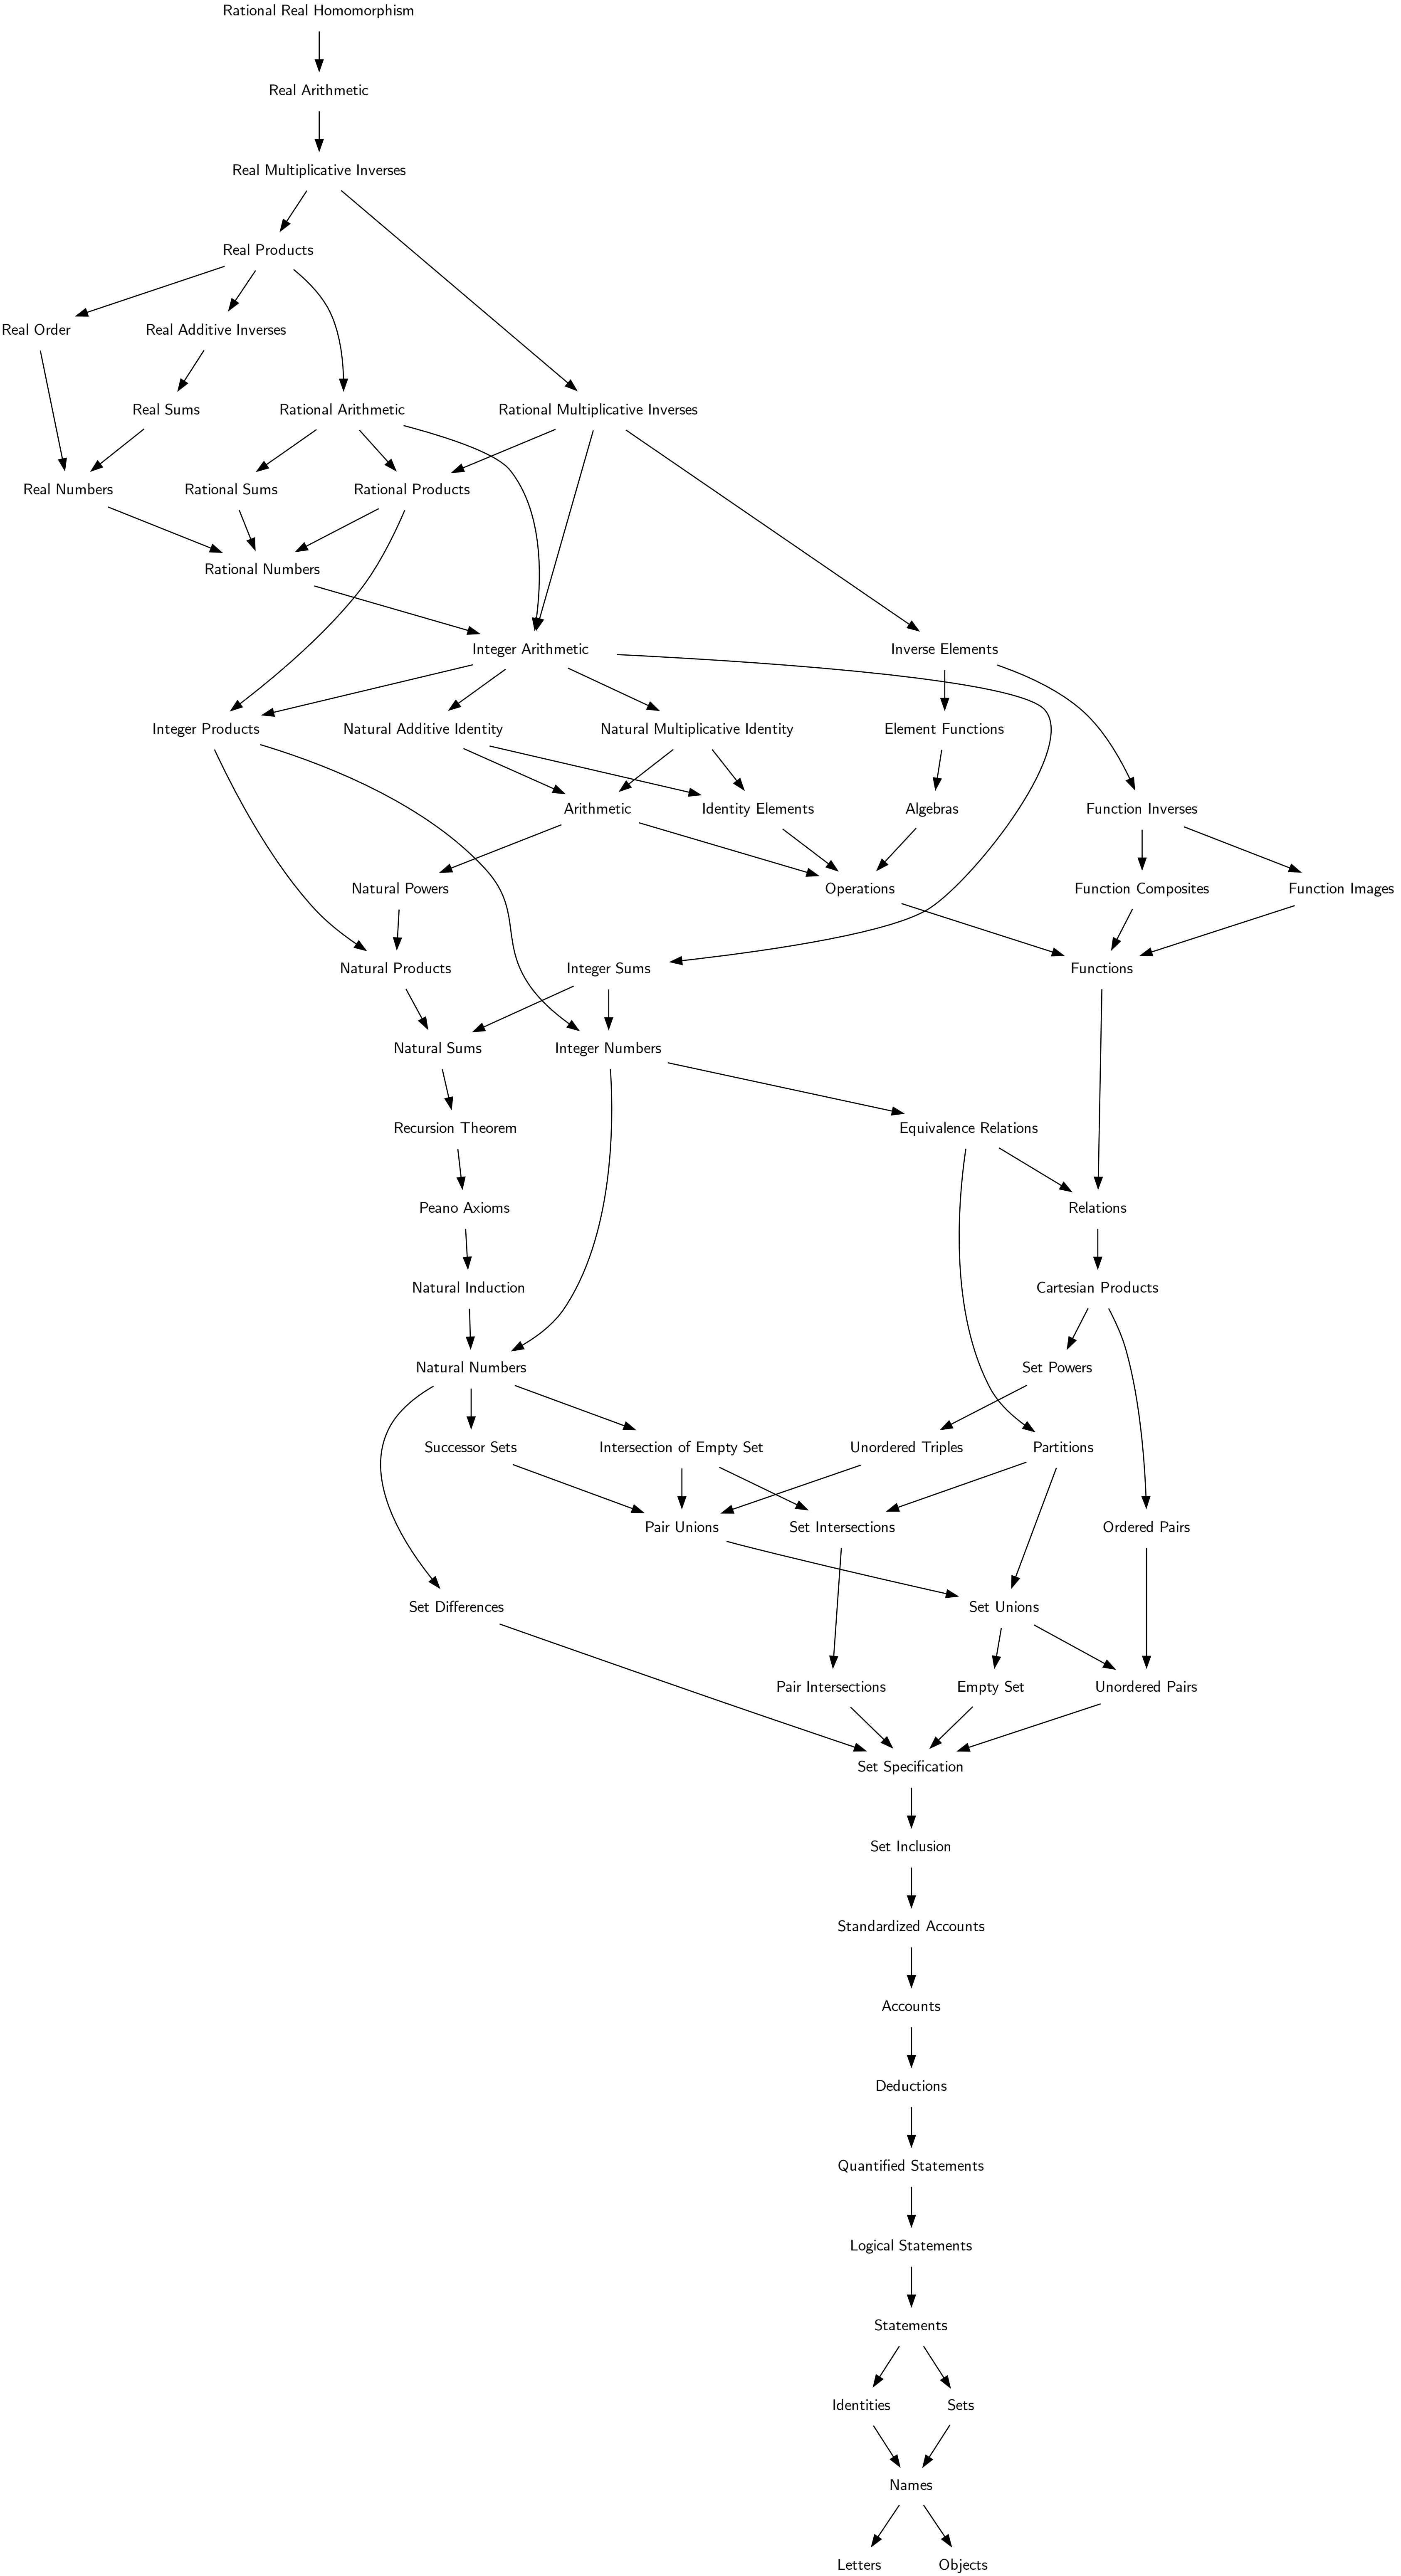 Rational Real Homomorphism
Real Arithmetic
Real Multiplicative Inverses
Real Products
Real Order
Real Additive Inverses
Real Sums
Rational Arithmetic
Rational Multiplicative Inverses
Real Numbers
Rational Sums
Rational Products
Rational Numbers
Integer Arithmetic
Inverse Elements
Integer Products
Natural Additive Identity
Natural Multiplicative Identity
Element Functions
Arithmetic
Identity Elements
Algebras
Function Inverses
Natural Powers
Operations
Function Composites
Function Images
Natural Products
Integer Sums
Functions
Natural Sums
Integer Numbers
Recursion Theorem
Equivalence Relations
Peano Axioms
Relations
Natural Induction
Cartesian Products
Natural Numbers
Set Powers
Successor Sets
Intersection of Empty Set
Unordered Triples
Partitions
Pair Unions
Set Intersections
Ordered Pairs
Set Differences
Set Unions
Pair Intersections
Empty Set
Unordered Pairs
Set Specification
Set Inclusion
Standardized Accounts
Accounts
Deductions
Quantified Statements
Logical Statements
Statements
Identities
Sets
Names
Letters
Objects